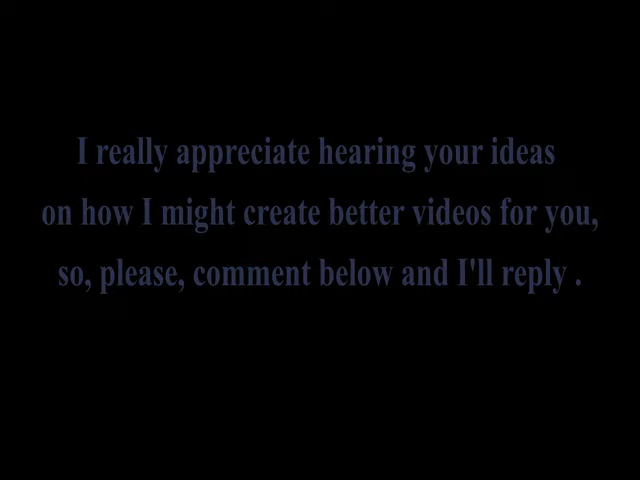 I really appreciate hearing your ideas
on how I might create better videos for you,
so, please, comment below and I'll reply .